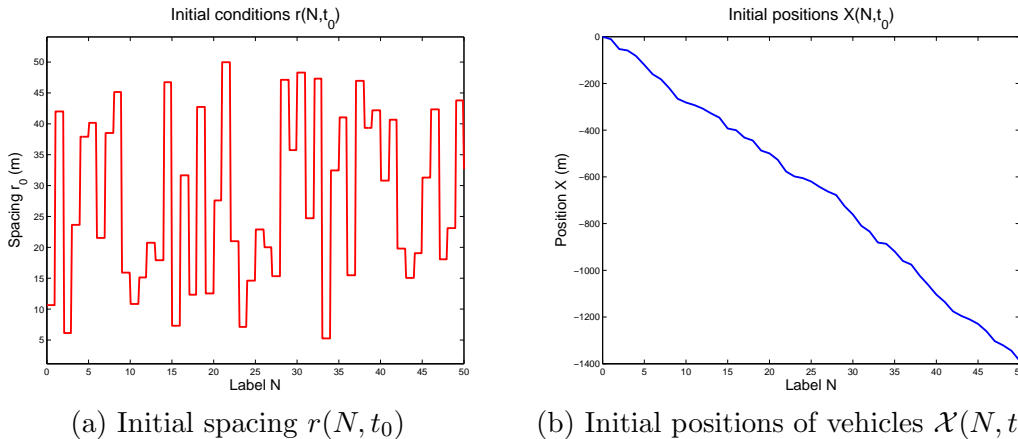 Initial conditions r(N,t0)
Spacing r0 (m)
50
45
40
35
30
25
20
15
10
5
0 5 10 15 20 25 30 35 40 45 50
Label N
(a) Initial spacing r(N, t0)
Initial positions X(N,t0)
Position X (m)
0
−200
−400
−600
−800
−1000
−1200
−1400
0 5 10 15 20 25 30 35 40 45 50
Label N
(b) Initial positions of vehicles X(N, t